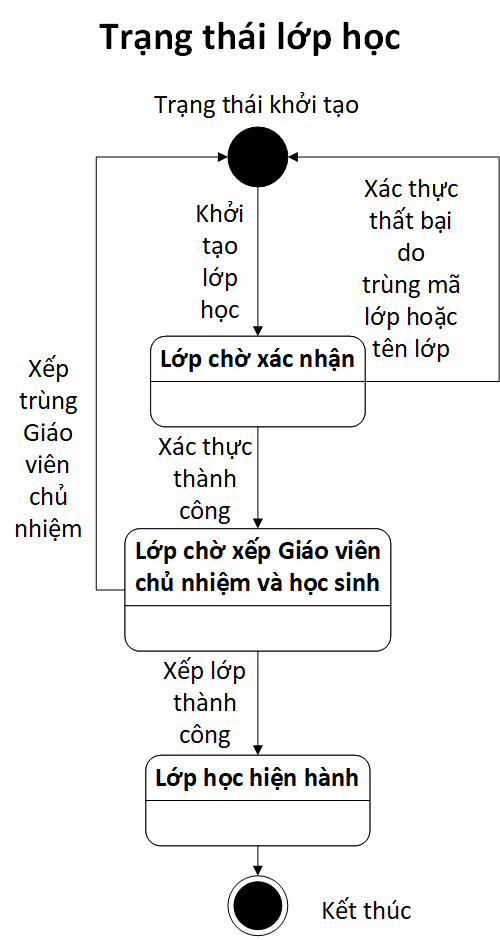 Trạng thái lớp học
Trạng thái khởi tạo
Khởi
tạo
lớp
học
Xác thực
thất bại
do
trùng mã
lớp hoặc
tên lớp
Lớp chờ xác nhận
Xếp
trùng
Giáo
viên
chủ
nhiệm
Xác thực
thành
công
Lớp chờ xếp Giáo viên
chủ nhiệm và học sinh
Xếp lớp
thành
công
Lớp học hiện hành
Kết thúc